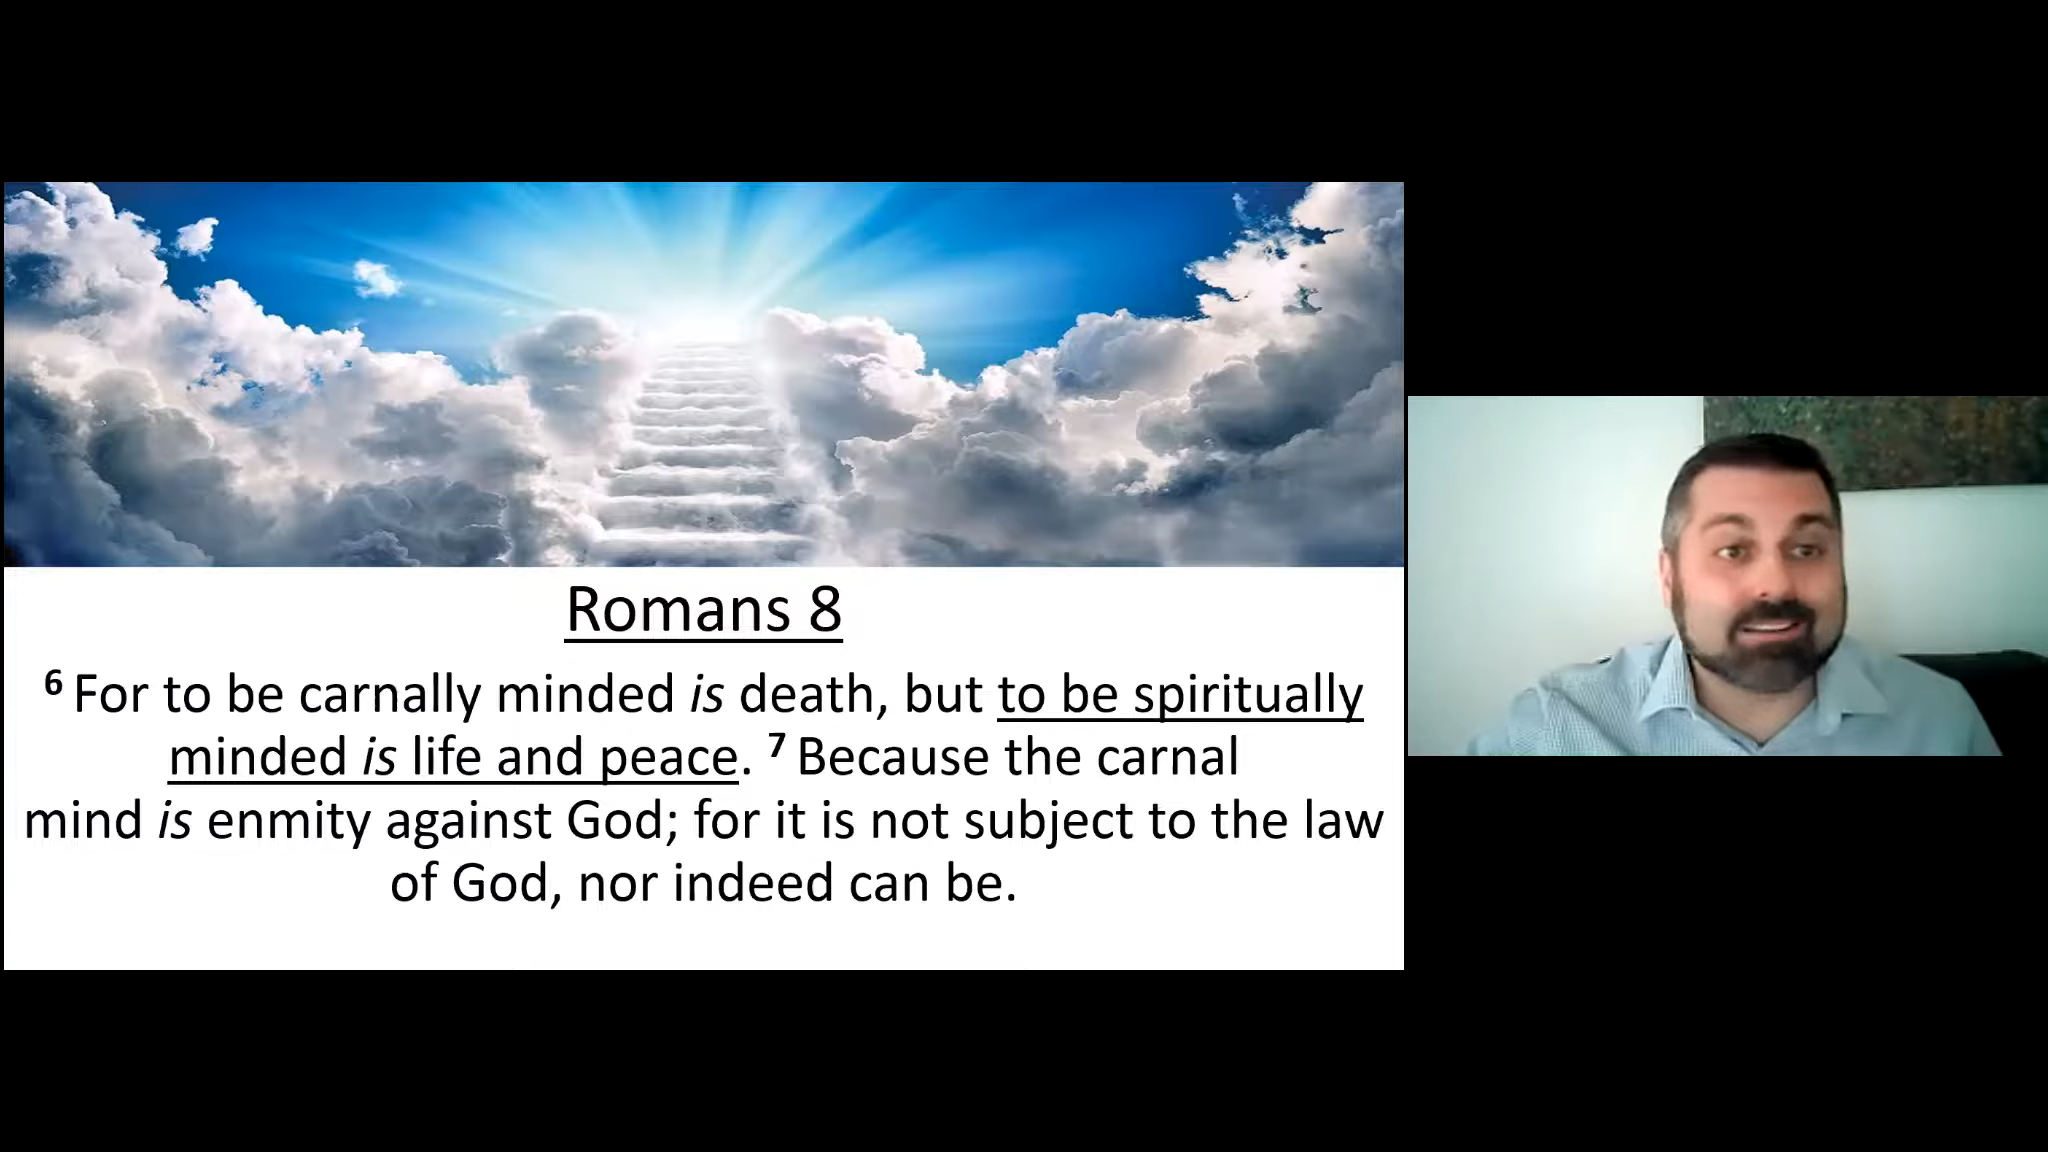 Romans 8
6 For to be carnally minded is death, but to be spiritually
minded is life and peace. 7 Because the carnal
mind is enmity against God; for it is not subject to the law
of God, nor indeed can be.